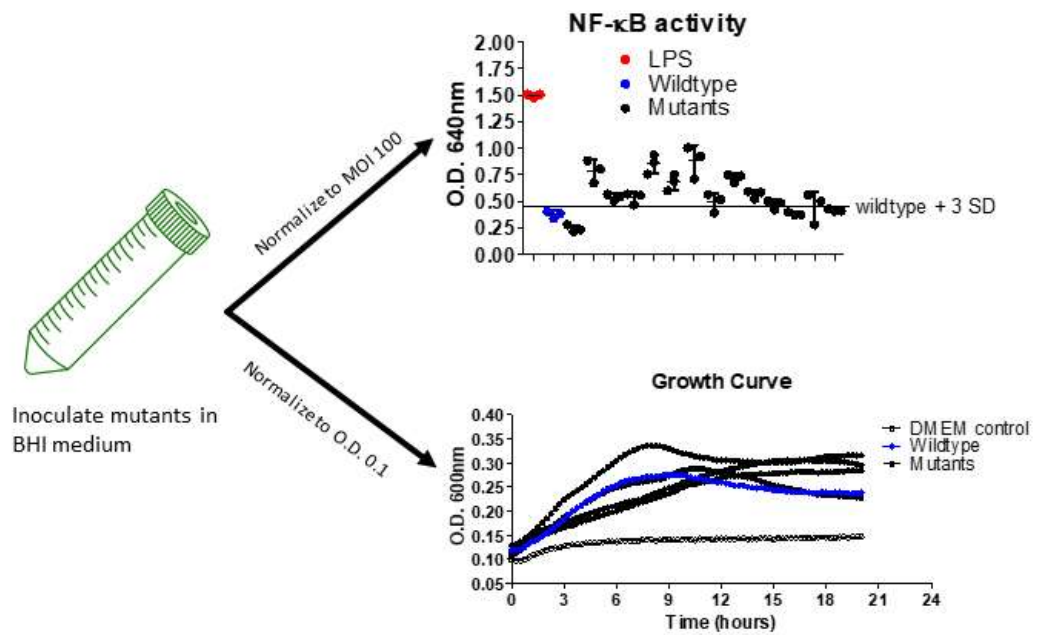 NF-κB activity
O.D. 640nm
2.00
1.75
1.50
1.25
1.00
0.75
0.50
0.25
0.00
LPS
Wildtype
Mutants
wildtype + 3 SD
Normalize to MOI 100
Normalize to O.D. 0.1
Inoculate mutants in
BHI medium
Growth Curve
O.D. 600nm
0.40
0.35
0.30
0.25
0.20
0.15
0.10
0.05
0 3 6 9 12 15 18 21 24
Time (hours)
DMEM control
Wildtype
Mutants